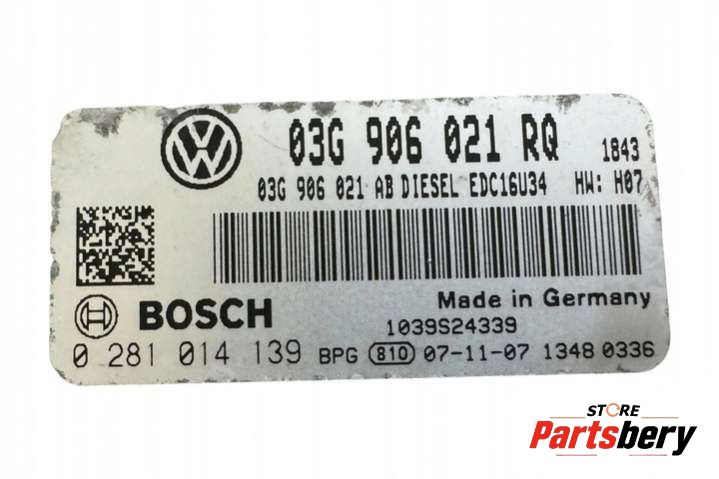 03G 906 021 RQ 1843
03G 906 021 AB DIESEL EDC16U34 HW: H07
BOSCH Made in Germany
1039S24339
0 281 014 139 BPG 810 07-11-07 1348 0336
STORE
Partsbery